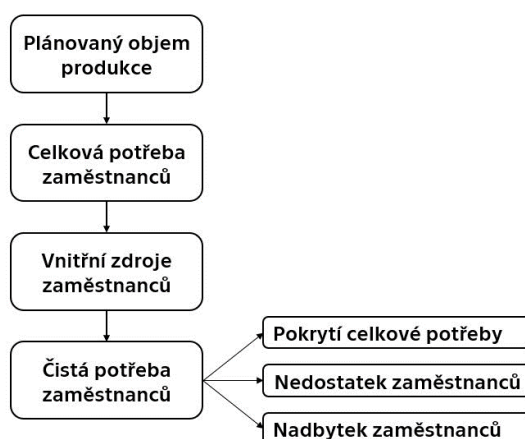 Plánovaný objem
produkce
Celková potřeba
zaměstnanců
Vnitřní zdroje
zaměstnanců
Čistá potřeba
zaměstnanců
Pokrytí celkové potřeby
Nedostatek zaměstnanců
Nadbytek zaměstnanců